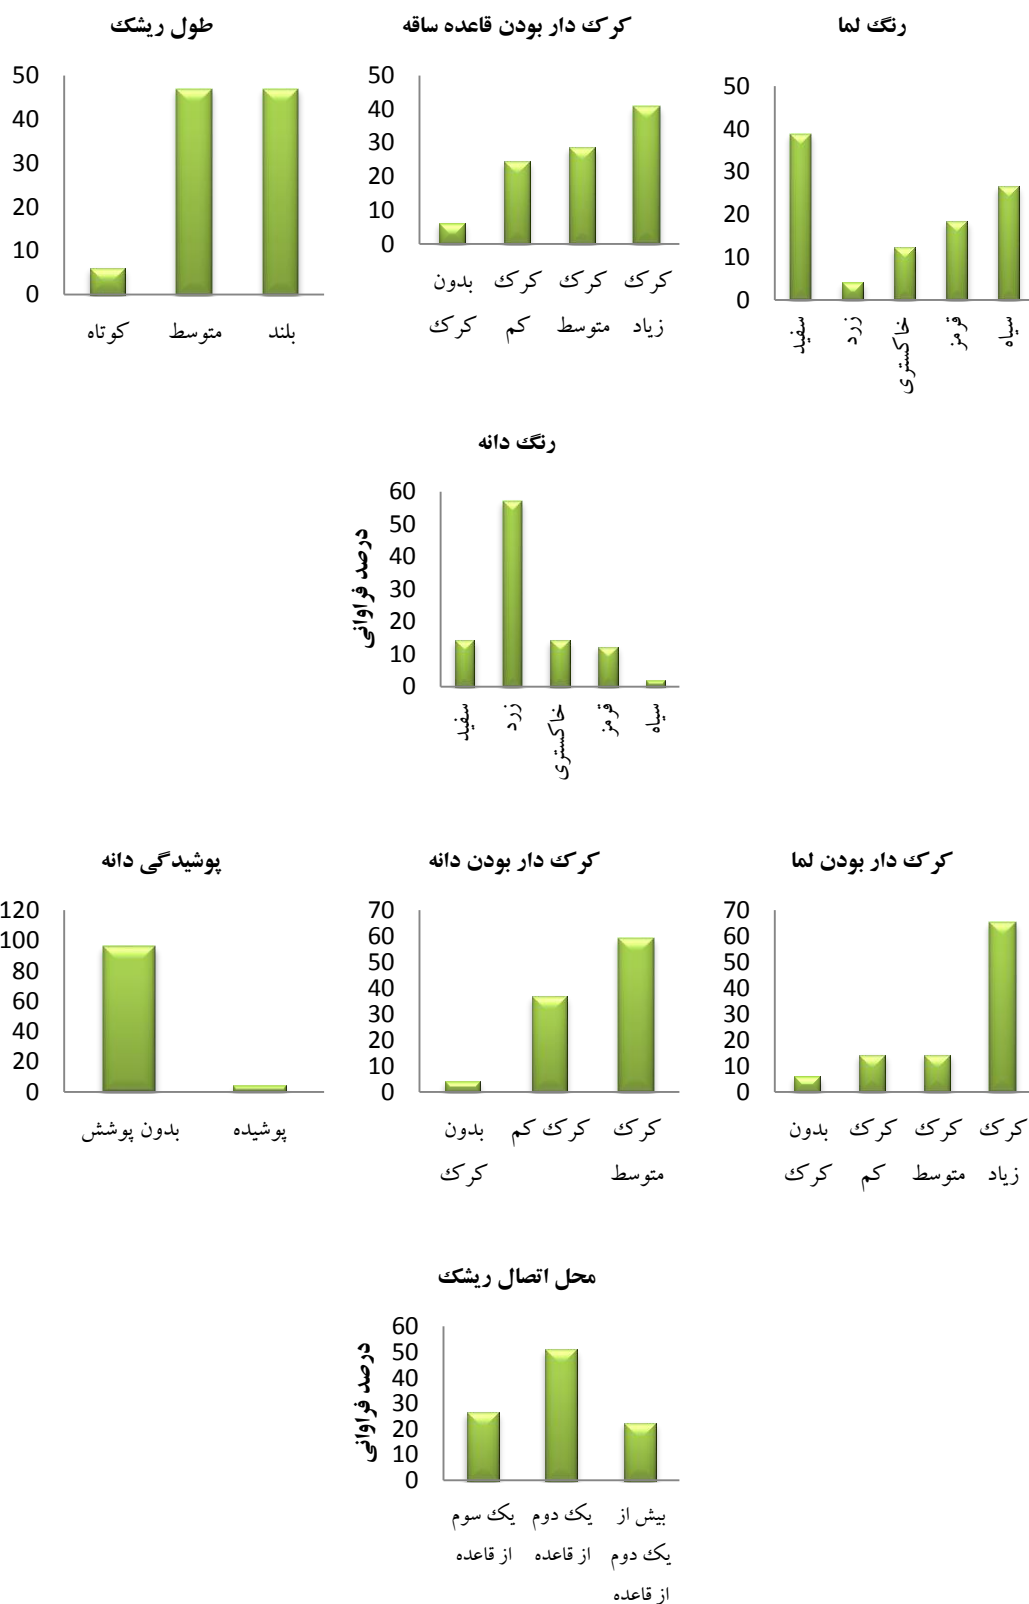 رنگ لما
50
40
30
20
10
0
سفید
زرد
خاکستری
قرمز
سیاه
کرک دار بودن قاعده ساقه
50
40
30
20
10
0
بدون کرک
کرک کم
کرک متوسط
کرک زیاد
طول ریشک
50
40
30
20
10
0
کوتاه
متوسط
بلند
رنگ دانه
درصد فراوانی
60
50
40
30
20
10
0
سفید
زرد
خاکستری
قرمز
سیاه
کرک دار بودن لما
70
60
50
40
30
20
10
0
بدون کرک
کرک کم
کرک متوسط
کرک زیاد
کرک دار بودن دانه
70
60
50
40
30
20
10
0
بدون کرک
کرک کم
کرک متوسط
پوشیدگی دانه
120
100
80
60
40
20
0
بدون پوشش
پوشیده
محل اتصال ریشک
درصد فراوانی
60
50
40
30
20
10
0
یک سوم از قاعده
یک دوم از قاعده
بیش از یک دوم از قاعده